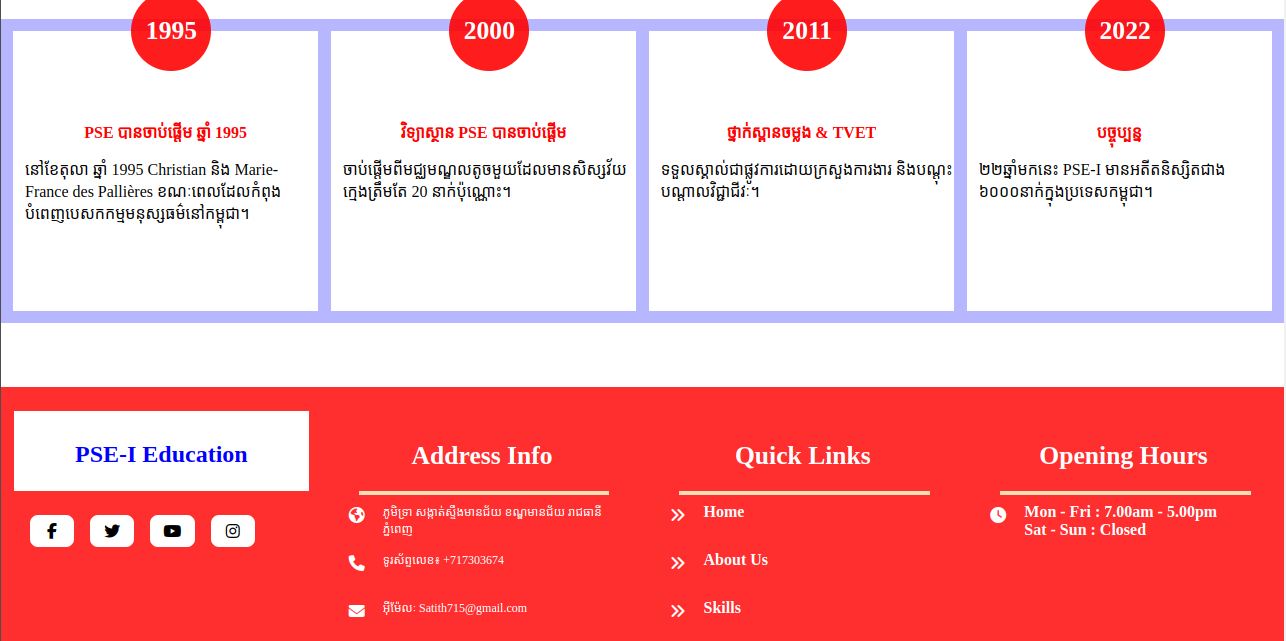 1995
PSE បានចាប់ផ្ដើម ឆ្នាំ 1995
នៅខែតុលា ឆ្នាំ 1995 Christian និង Marie-
France des Pallières ខណៈពេលដែលកំពុង
បំពេញបេសកកម្មមនុស្សធម៌នៅកម្ពុជា។
2000
វិទ្យាស្ថាន PSE បានចាប់ផ្ដើម
ចាប់ផ្ដើមពីមជ្ឈមណ្ឌលតូចមួយដែលមានសិស្សវ័យ
ក្មេងត្រឹមតែ 20 នាក់ប៉ុណ្ណោះ។
2011
ថ្នាក់ស្ពានចម្លង & TVET
ទទួលស្គាល់ជាផ្លូវការដោយក្រសួងការងារ និងបណ្តុះ
បណ្តាលវិជ្ជាជីវៈ។
2022
បច្ចុប្បន្ន
២២ឆ្នាំមកនេះ PSE-I មានអតីតនិស្សិតជាង
៦០០០នាក់ក្នុងប្រទេសកម្ពុជា។
PSE-I Education
Address Info
ភូមិទ្រា សង្កាត់ស្ទឹងមានជ័យ ខណ្ឌមានជ័យ រាជធានី
ភ្នំពេញ
ទូរស័ព្ទលេខ៖ +717303674
អ៊ីម៉ែល: Satith715@gmail.com
Quick Links
Home
About Us
Skills
Opening Hours
Mon - Fri : 7.00am - 5.00pm
Sat - Sun : Closed